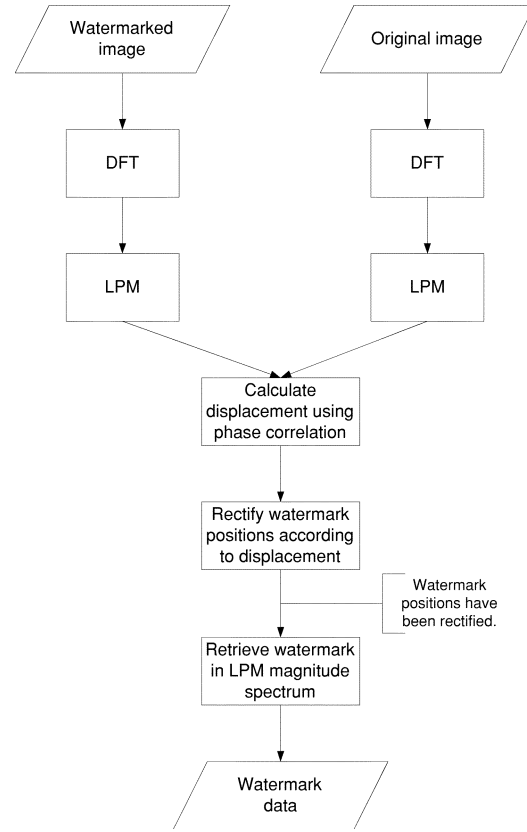 Watermarked
image
Original image
DFT
DFT
LPM
LPM
Calculate
displacement using
phase correlation
Rectify watermark
positions according
to displacement
Watermark
positions have
been rectified.
Retrieve watermark
in LPM magnitude
spectrum
Watermark
data